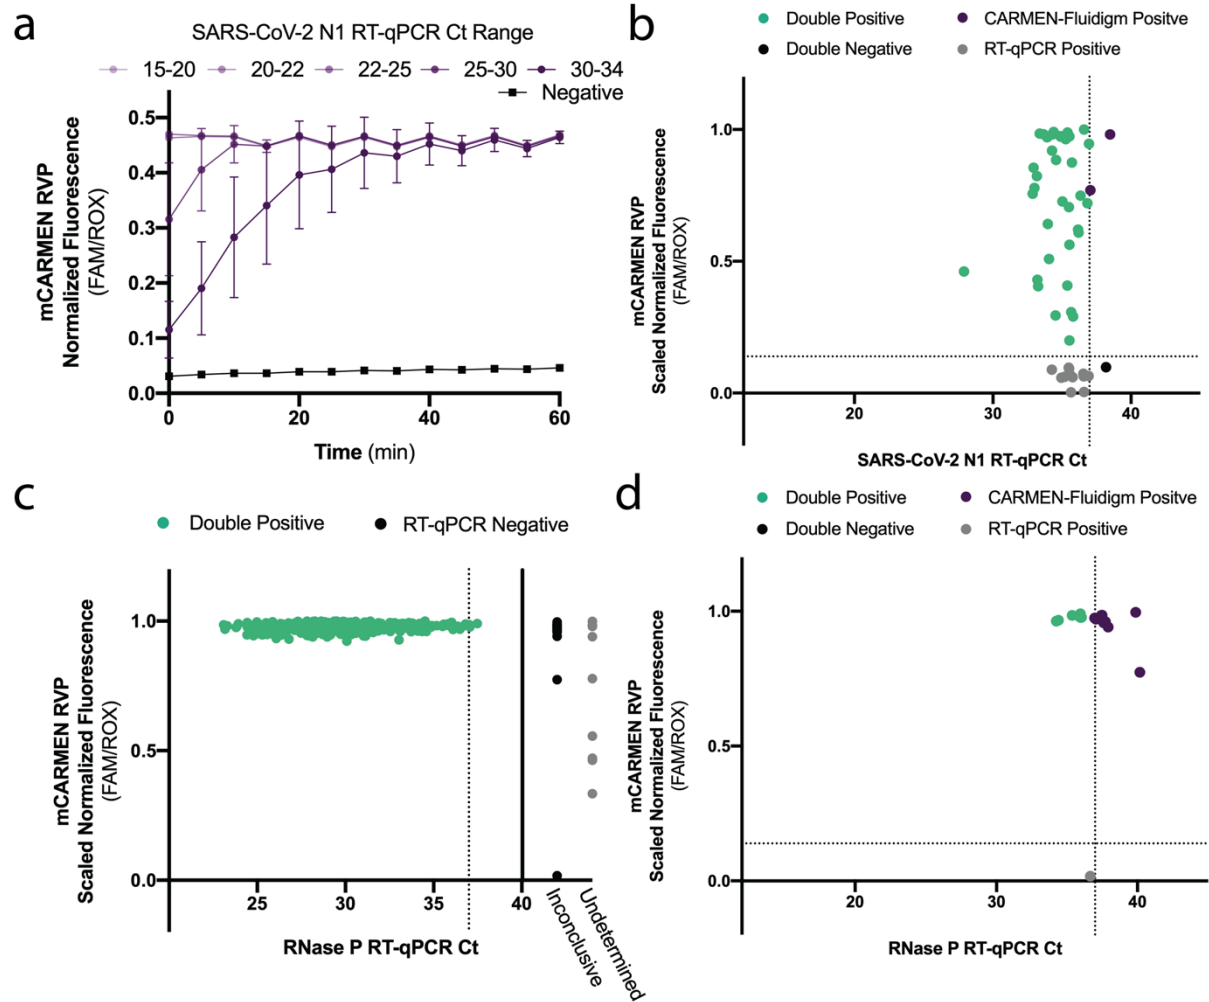 a
SARS-CoV-2 N1 RT-qPCR Ct Range
15-20 20-22 22-25 25-30 30-34
Negative
mCARMEN RVP
Normalized Fluorescence
(FAM/ROX)
0.5
0.4
0.3
0.2
0.1
0.0
0 20 40 60
Time (min)
b
Double Positive CARMEN-Fluidigm Positve
Double Negative RT-qPCR Positive
mCARMEN RVP
Scaled Normalized Fluorescence
(FAM/ROX)
1.0
0.5
0.0
20 30 40
SARS-CoV-2 N1 RT-qPCR Ct
c
Double Positive RT-qPCR Negative
mCARMEN RVP
Scaled Normalized Fluorescence
(FAM/ROX)
1.0
0.5
0.0
25 30 35 40
Inconclusive
Undetermined
RNase P RT-qPCR Ct
d
Double Positive CARMEN-Fluidigm Positve
Double Negative RT-qPCR Positive
mCARMEN RVP
Scaled Normalized Fluorescence
(FAM/ROX)
1.0
0.5
0.0
20 30 40
RNase P RT-qPCR Ct